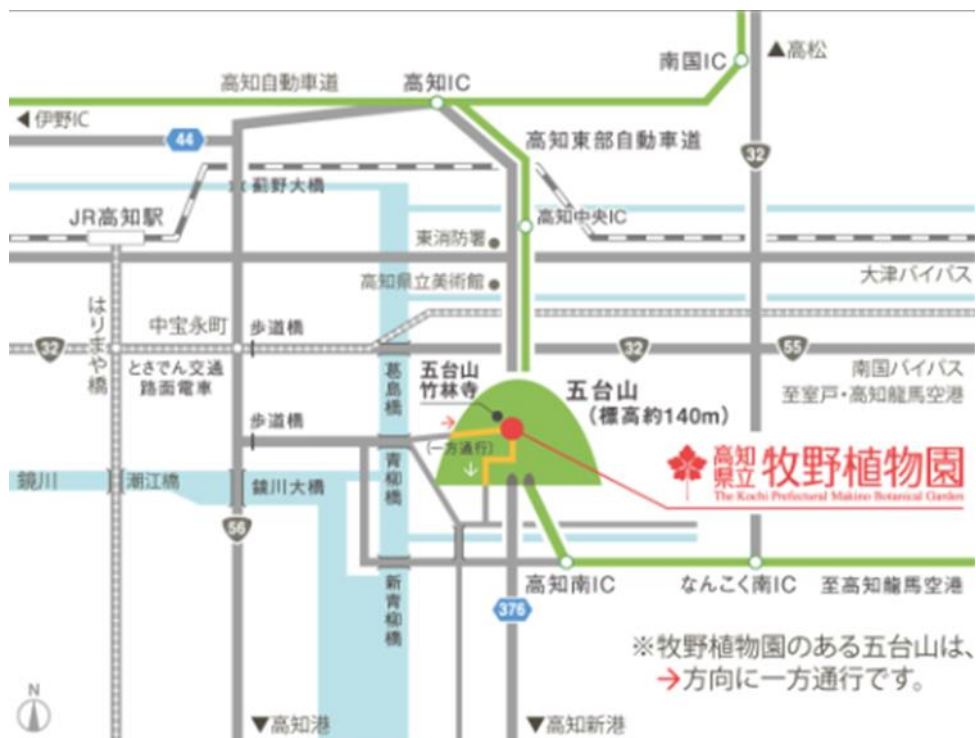 ▲高松
南国IC
高知自動車道
高知IC
◀伊野IC
44
高知東部自動車道
32
薊野大橋
JR高知駅
高知中央IC
東消防署
大津バイパス
高知県立美術館
はりまや橋
中宝永町
歩道橋
32
32
55
とさでん交通
路面電車
葛島橋
五台山
竹林寺
五台山
(標高約140m)
南国バイパス
至室戸・高知龍馬空港
歩道橋
(一方通行)
高知
県立
牧野植物園
The Kochi Prefectural Makino Botanical Garden
鏡川
潮江橋
鏡川大橋
青柳橋
56
新青柳橋
高知南IC
なんこく南IC
至高知龍馬空港
376
※牧野植物園のある五台山は、
→方向に一方通行です。
N
▼高知港
▼高知新港